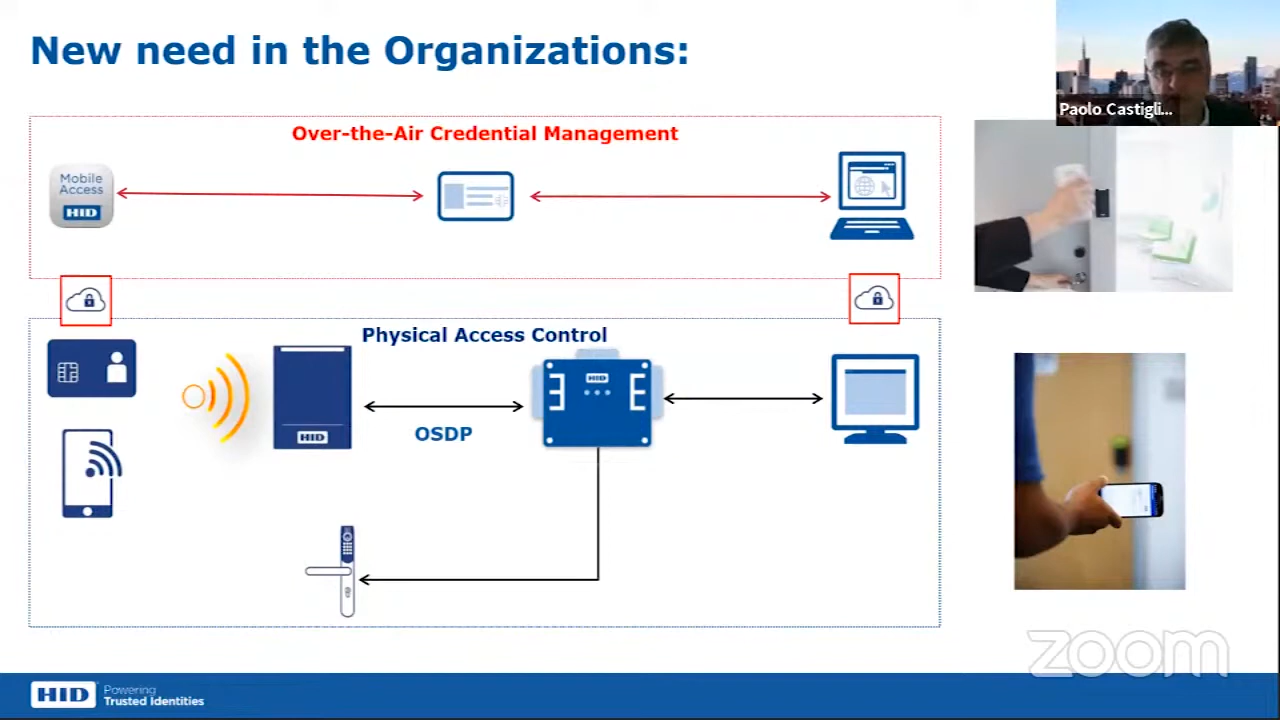 New need in the Organizations:
Paolo Castigli...
Over-the-Air Credential Management
Mobile
Access
HID
Physical Access Control
HID
HID
OSDP
zoom
HID
Powering
Trusted Identities